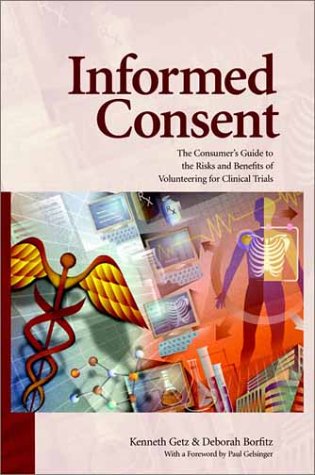 Informed
Consent
The Consumer's Guide to
the Risks and Benefits of
Volunteering for Clinical Trials
Kenneth Getz & Deborah Borfitz
With a Foreword by Paul Gelsinger